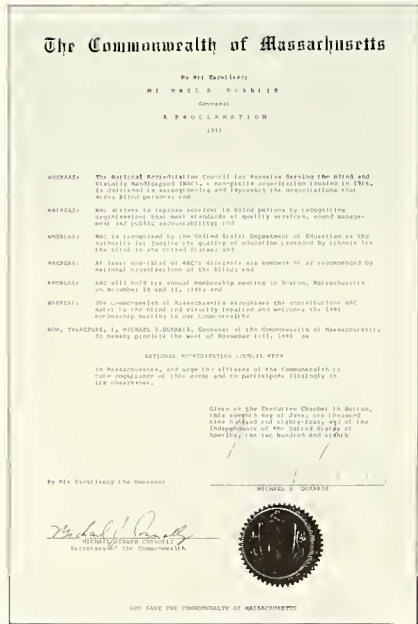 The Commonwealth of Massachusetts
By His Excellency
MICHAEL S. DUKAKIS
Governor
A PROCLAMATION
WHEREAS: The National Accreditation Council for Agencies Serving the Blind and
Visually Handicapped (NAC), a non-profit organization founded in
is dedicated to strengthening and improving the organizations that
serve blind persons; and
WHEREAS: NAC strives to improve services to blind persons by recognizing
organizations that meet standards of quality services, sound manage-
ment and public accountability; and
WHEREAS: NAC is recognized by the United States Department of Education as the
authority for judging the quality of education provided by schools for
the blind in the United States; and
WHEREAS: At least one-third of NAC's directors are members of or recommended by
national organizations of the blind; and
WHEREAS: NAC will hold its annual membership meeting in Boston, Massachusetts
on November 10 and 11, and
WHEREAS: The Commonwealth of Massachusetts recognizes the contributions NAC
makes to the blind and visually impaired and welcomes the
membership meeting to our Commonwealth;
NOW, THEREFORE, I, MICHAEL S. DUKAKIS, Governor of the Commonwealth of Massachusetts,
do hereby proclaim the week of November as
NATIONAL ACCREDITATION COUNCIL WEEK
in Massachusetts, and urge the citizens of the Commonwealth to
take cognizance of this event and to participate fittingly in
its observance.
Given at the Executive Chamber in Boston,
this seventh day of June, one thousand
nine hundred and eighty-four, and of the
Independence of the United States of
America, the two hundred and eighth
By His Excellency the Governor
MICHAEL S. DUKAKIS
Michael J. Connolly
MICHAEL JOSEPH CONNOLLY
Secretary of the Commonwealth
GOD SAVE THE COMMONWEALTH OF MASSACHUSETTS